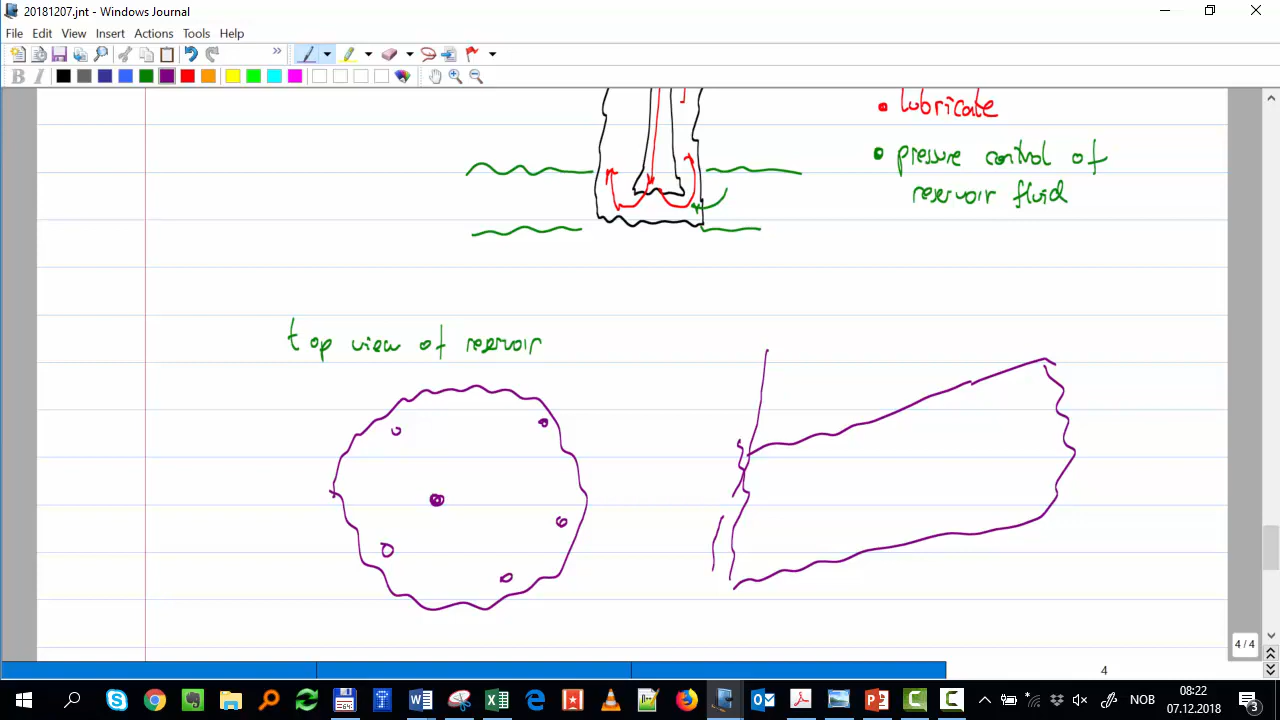 20181207.jnt - Windows Journal
File Edit View Insert Actions Tools Help
B I
• lubricate
• pressure control of
reservoir fluid
top view of reservoir
4 / 4
4
NOB
08:22
07.12.2018
3